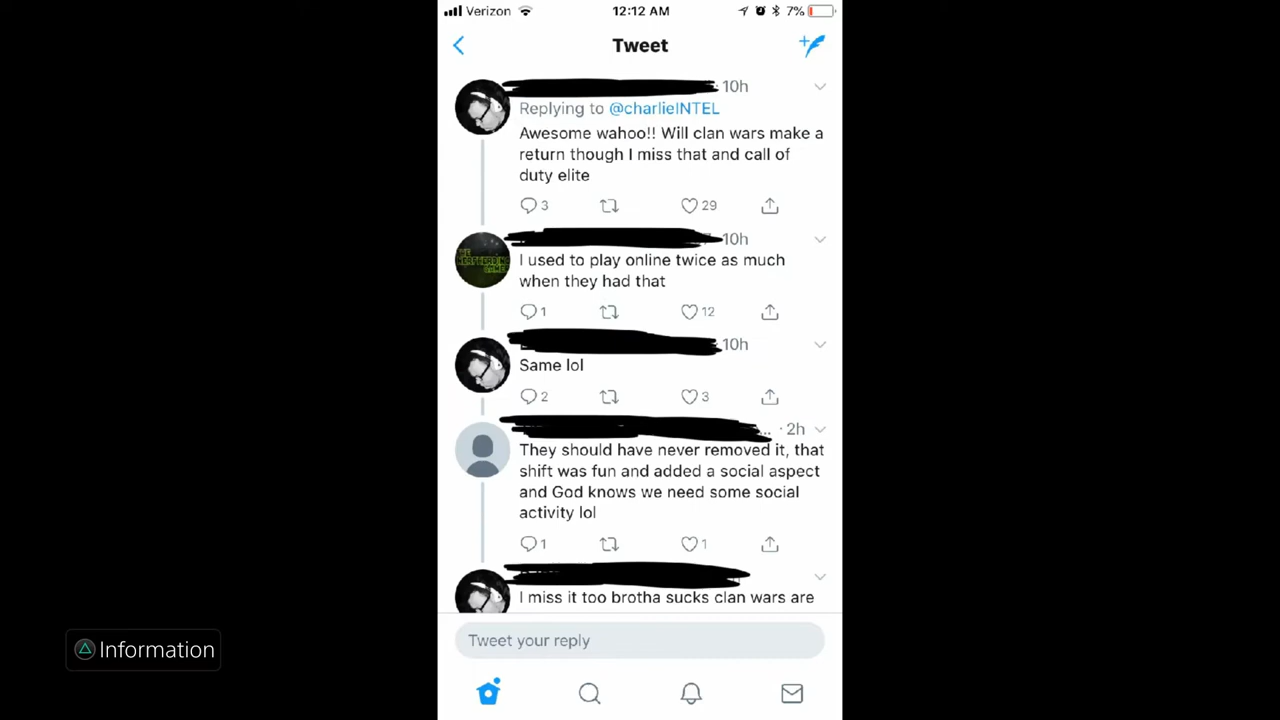 Verizon 12:12 AM 7%
Tweet
10h
Replying to @charlieINTEL
Awesome wahoo!! Will clan wars make a
return though I miss that and call of
duty elite
3 29
10h
I used to play online twice as much
when they had that
1 12
10h
Same lol
2 3
... · 2h
They should have never removed it, that
shift was fun and added a social aspect
and God knows we need some social
activity lol
1 1
I miss it too brotha sucks clan wars are
Tweet your reply
Information